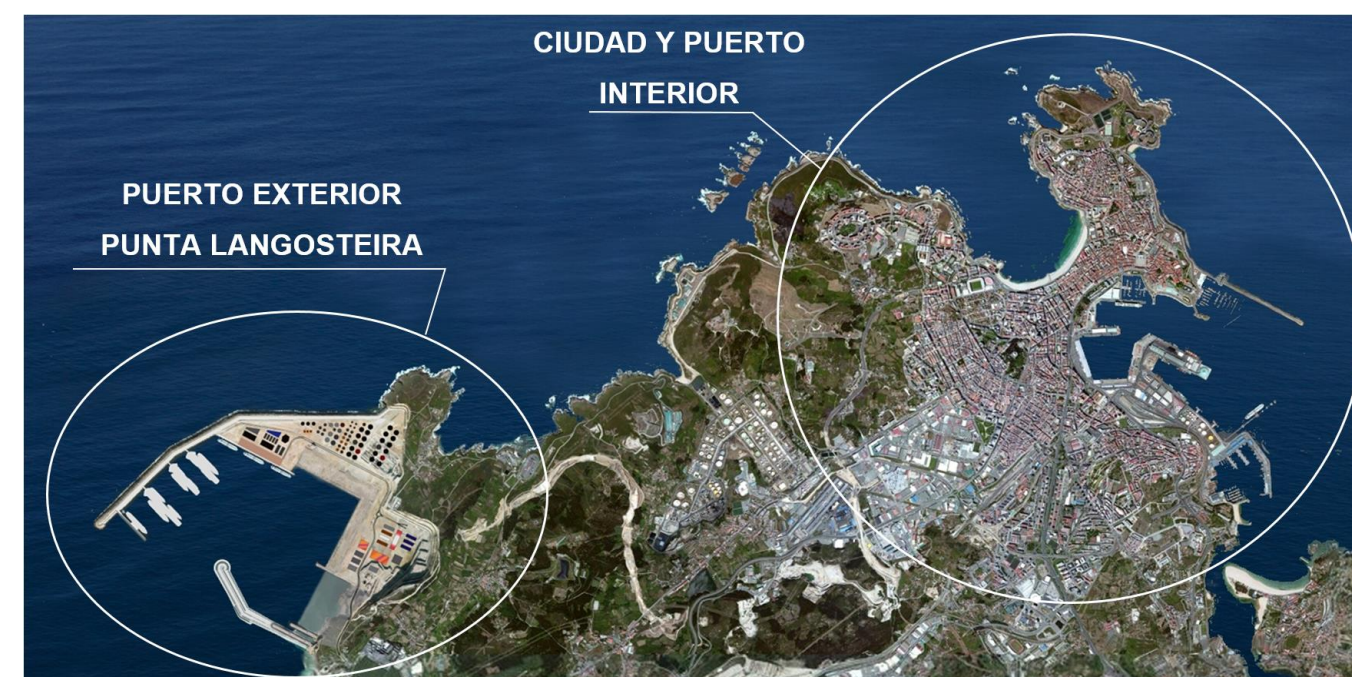 CIUDAD Y PUERTO
INTERIOR
PUERTO EXTERIOR
PUNTA LANGOSTEIRA